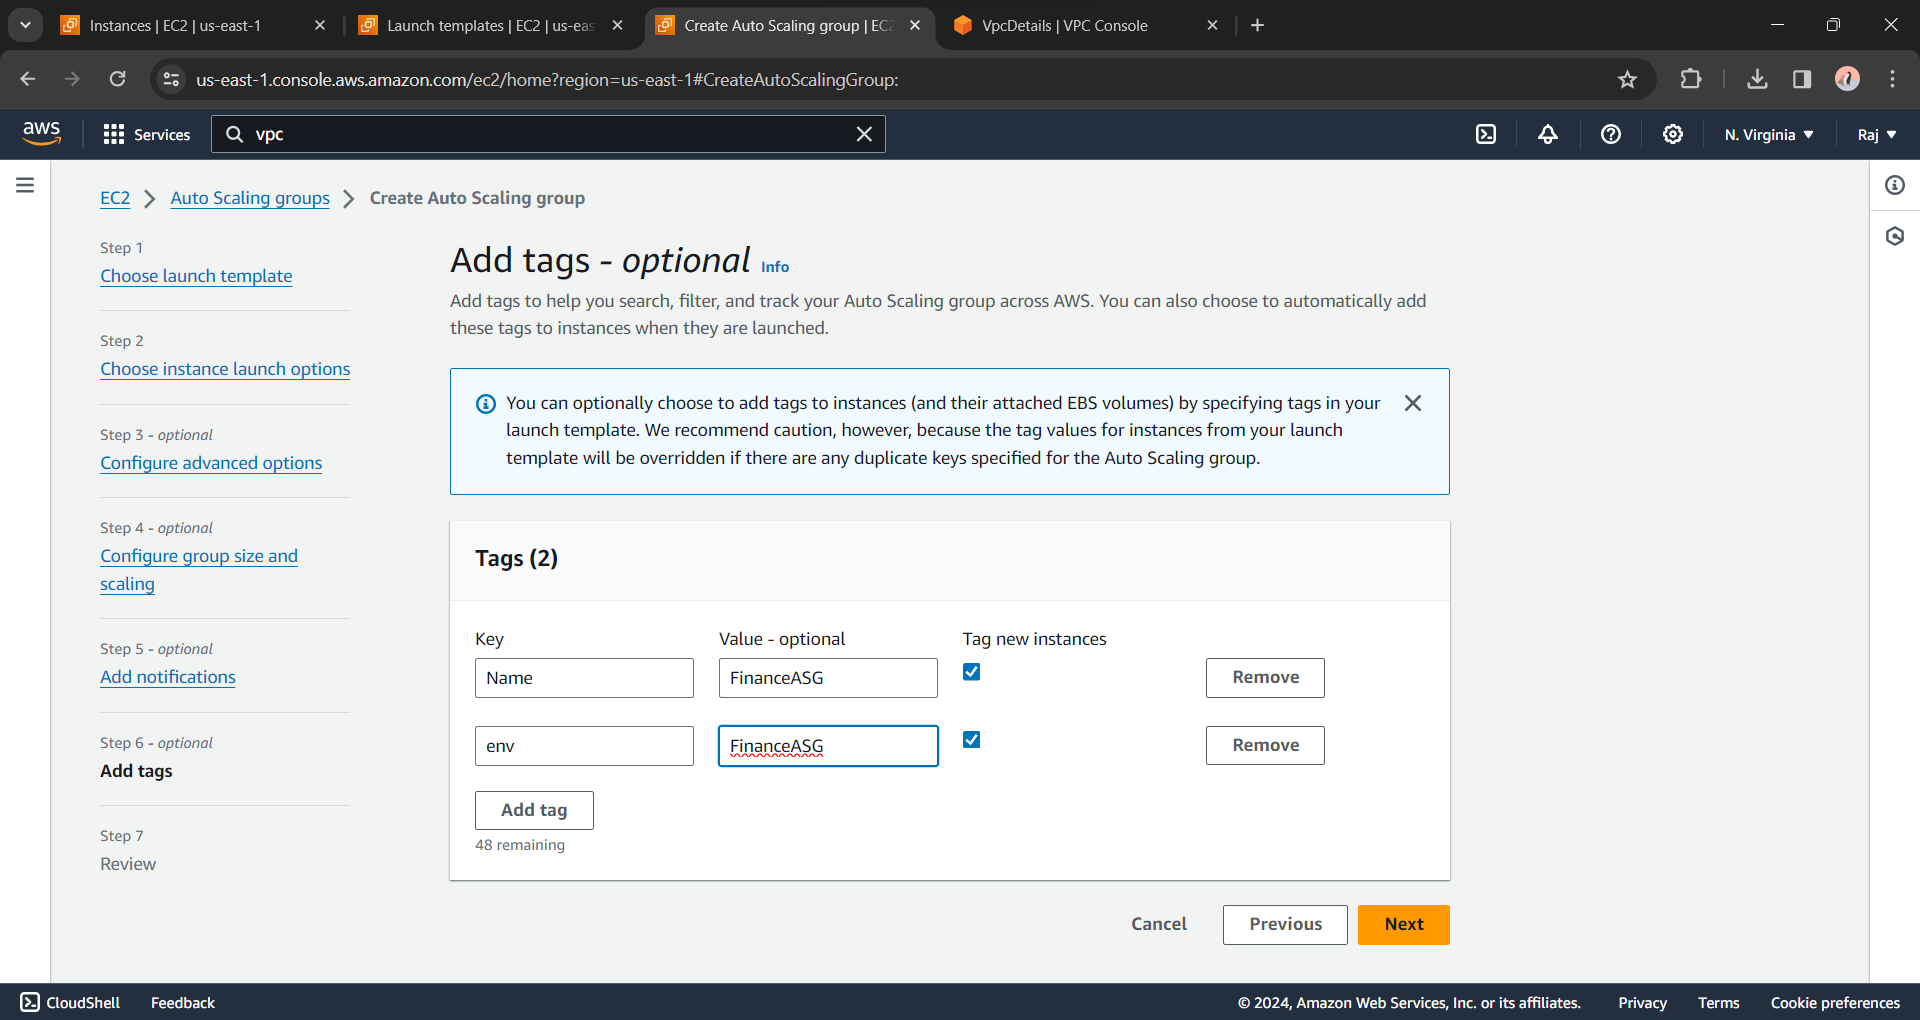 Instances | EC2 | us-east-1
Launch templates | EC2 | us-eas
Create Auto Scaling group | EC2
VpcDetails | VPC Console
us-east-1.console.aws.amazon.com/ec2/home?region=us-east-1#CreateAutoScalingGroup:
aws
Services
vpc
N. Virginia
Raj
EC2
Auto Scaling groups
Create Auto Scaling group
Step 1
Choose launch template
Step 2
Choose instance launch options
Step 3 - optional
Configure advanced options
Step 4 - optional
Configure group size and
scaling
Step 5 - optional
Add notifications
Step 6 - optional
Add tags
Step 7
Review
Add tags - optional Info
Add tags to help you search, filter, and track your Auto Scaling group across AWS. You can also choose to automatically add
these tags to instances when they are launched.
You can optionally choose to add tags to instances (and their attached EBS volumes) by specifying tags in your
launch template. We recommend caution, however, because the tag values for instances from your launch
template will be overridden if there are any duplicate keys specified for the Auto Scaling group.
Tags (2)
Key
Value - optional
Tag new instances
Name
FinanceASG
Remove
env
FinanceASG
Remove
Add tag
48 remaining
Cancel
Previous
Next
CloudShell
Feedback
© 2024, Amazon Web Services, Inc. or its affiliates.
Privacy
Terms
Cookie preferences